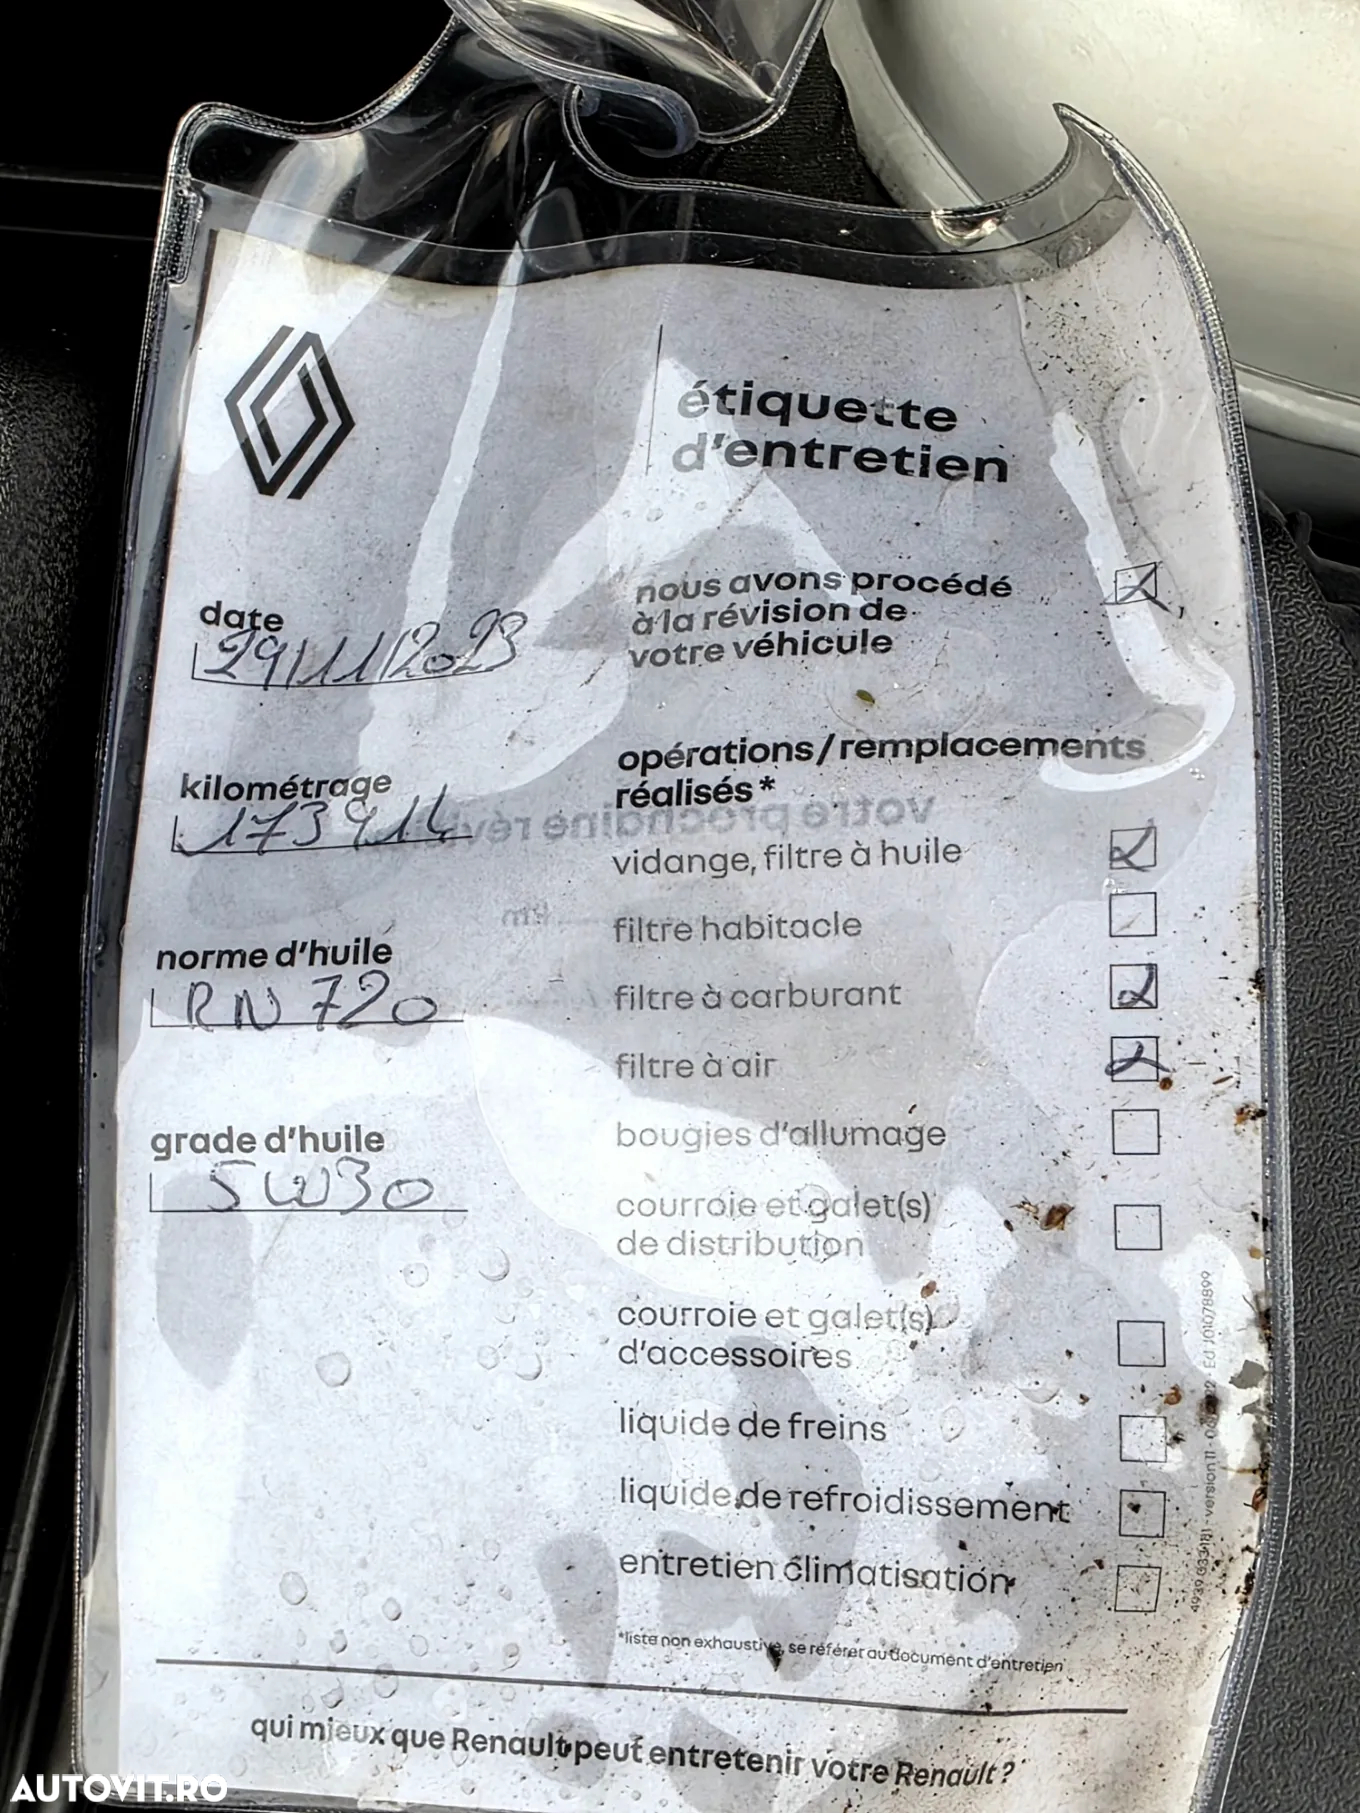 étiquette
d'entretien
date
29/11/2023
nous avons procédé
à la révision de
votre véhicule
kilométrage
opérations/remplacements
réalisés*
vidange, filtre à huile
filtre habitacle
norme d'huile
RN 720
filtre à carburant
filtre à air
grade d'huile
5W30
bougies d'allumage
courroie et galet(s)
de distribution
courroie et galet(s)
d'accessoires
liquide de freins
liquide de refroidissement
entretien climatisation
*liste non exhaustive, se référer au document d'entretien
qui mieux que Renault peut entretenir votre Renault?
AUTOVIT.RO